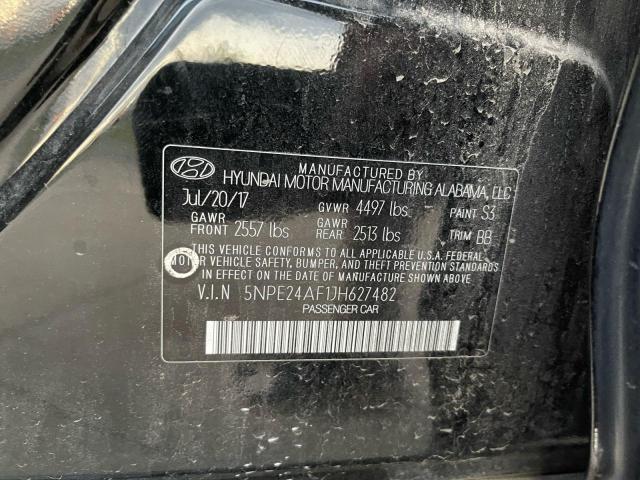 MANUFACTURED BY
HYUNDAI MOTOR MANUFACTURING ALABAMA, LLC
Jul/20/17 GVWR 4497 lbs PAINT S3
GAWR FRONT 2557 lbs GAWR REAR 2513 lbs TRIM BB
THIS VEHICLE CONFORMS TO ALL APPLICABLE U.S.A. FEDERAL
MOTOR VEHICLE SAFETY, BUMPER, AND THEFT PREVENTION STANDARDS
IN EFFECT ON THE DATE OF MANUFACTURE SHOWN ABOVE.
V.I.N 5NPE24AF1JH627482
PASSENGER CAR